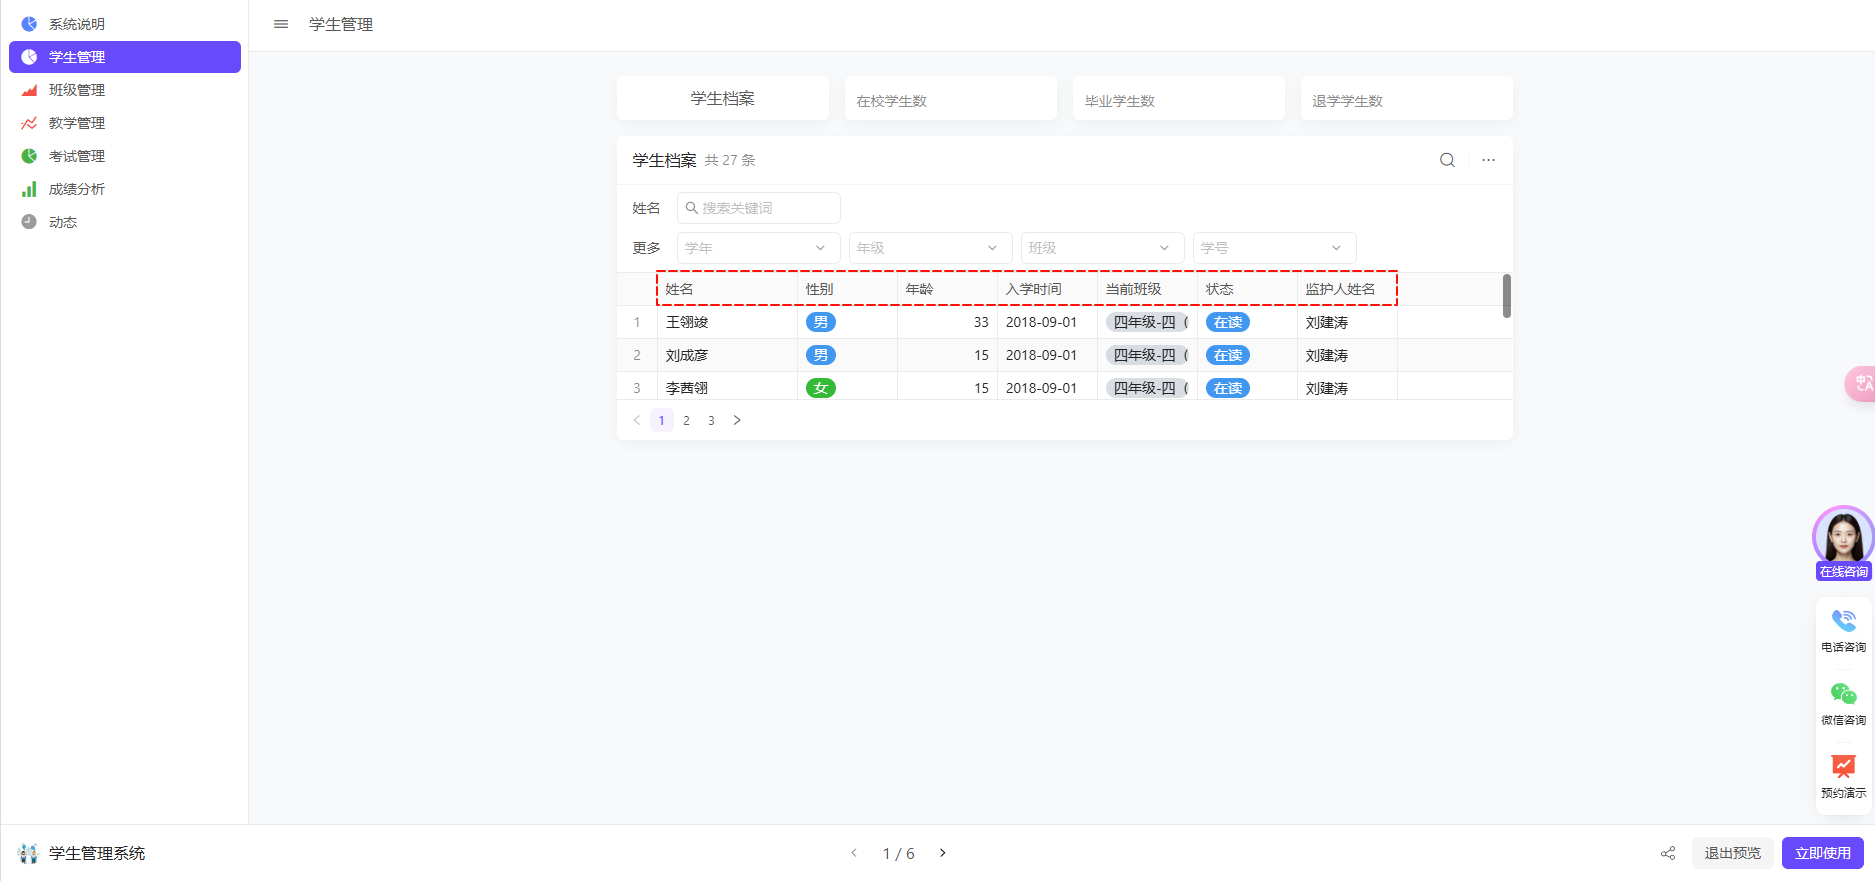 系统说明
学生管理
班级管理
教学管理
考试管理
成绩分析
动态
学生管理
学生档案
在校学生数
毕业学生数
退学学生数
学生档案 共 27 条
姓名 搜索关键词
更多 学年 年级 班级 学号
姓名 性别 年龄 入学时间 当前班级 状态 监护人姓名
1 王翎竣 男 33 2018-09-01 四年级-四（ 在读 刘建涛
2 刘成彦 男 15 2018-09-01 四年级-四（ 在读 刘建涛
3 李茜翎 女 15 2018-09-01 四年级-四（ 在读 刘建涛
1 2 3
中A
在线咨询
电话咨询
微信咨询
预约演示
学生管理系统
1 / 6
退出预览
立即使用